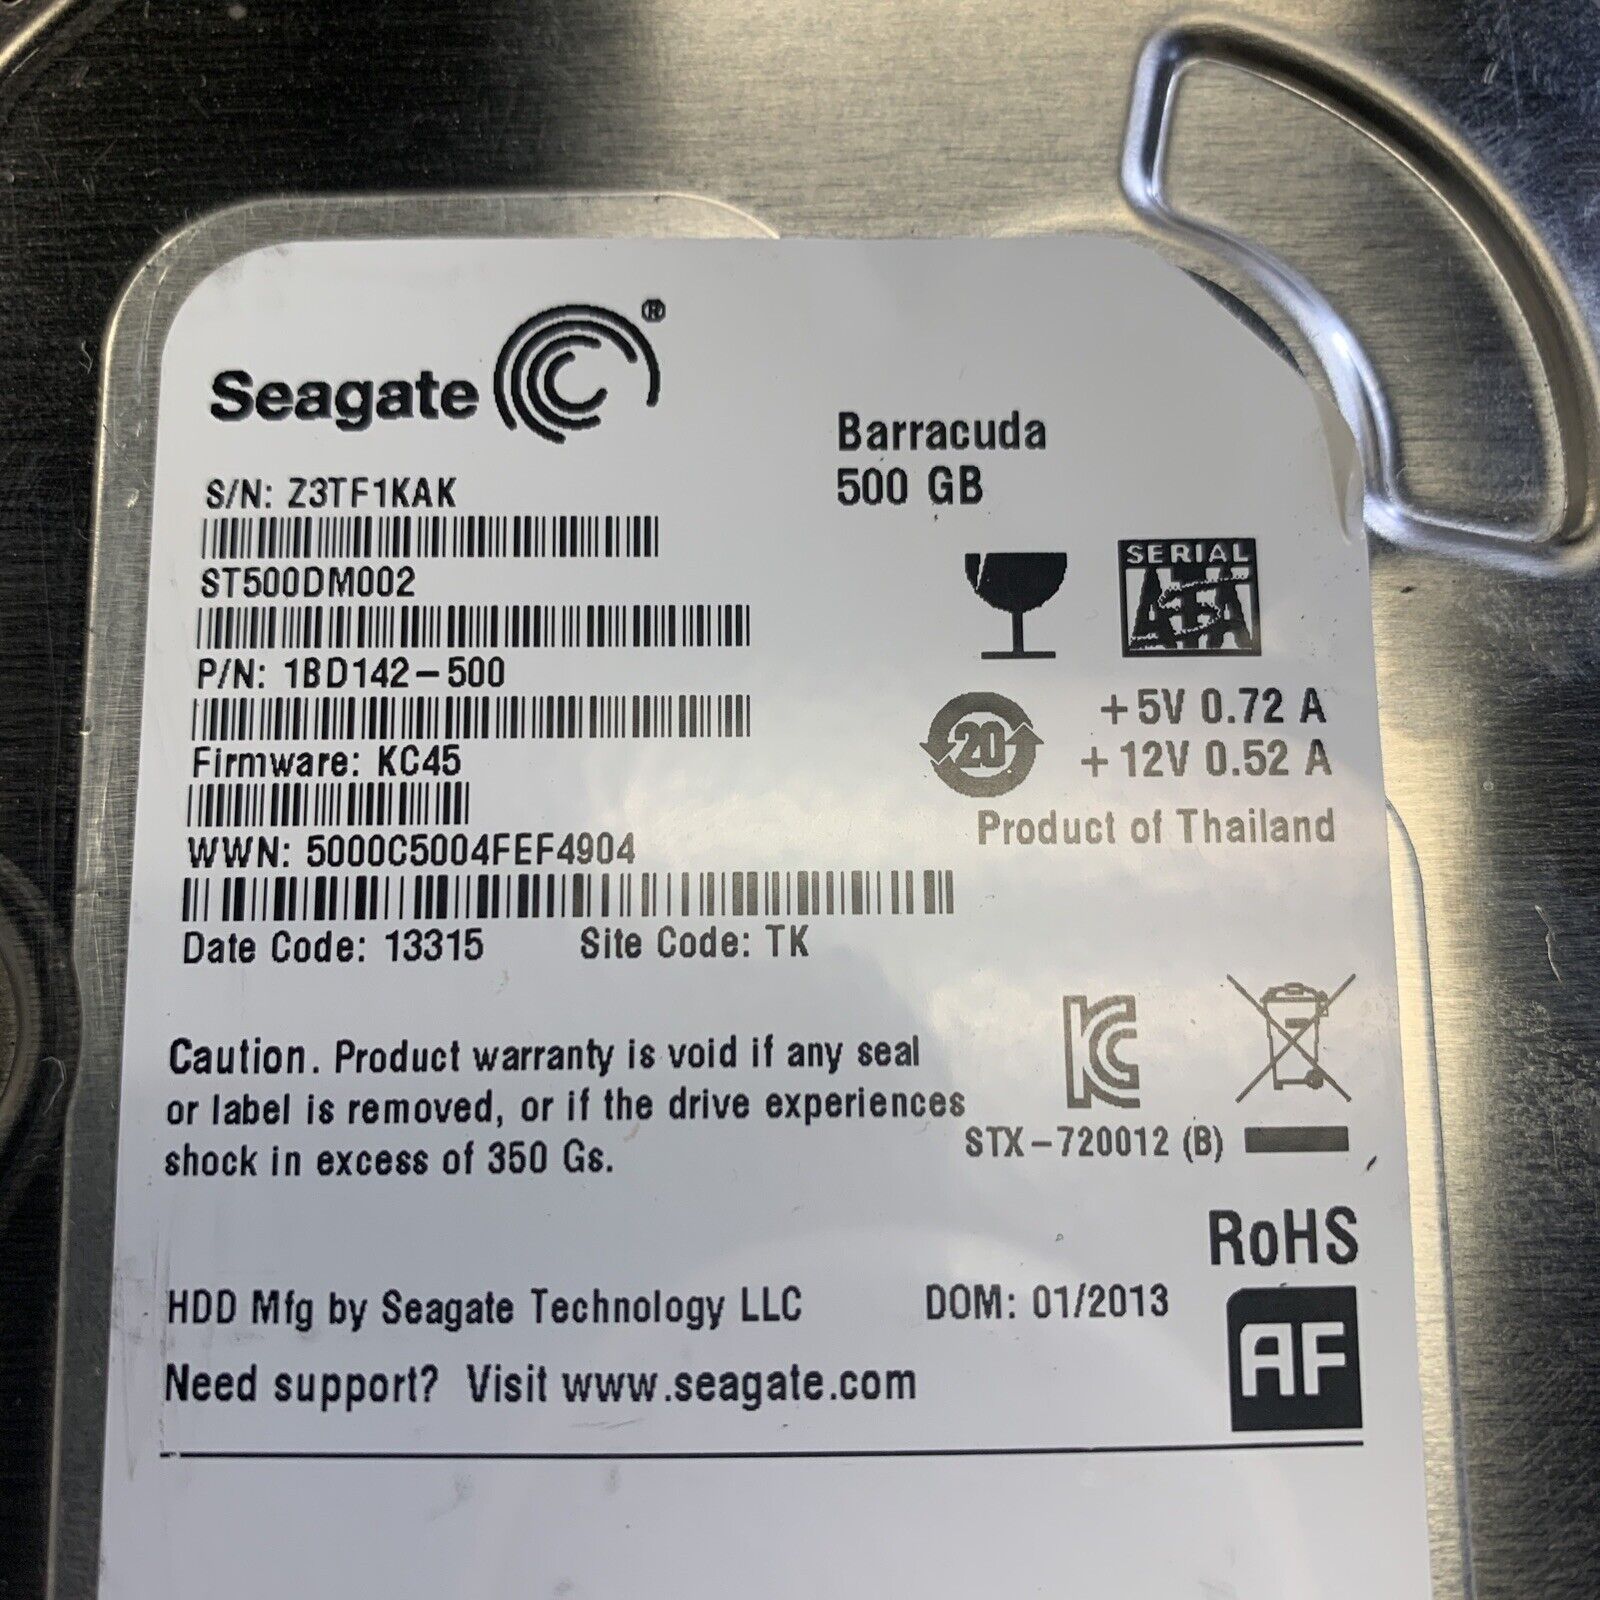 Seagate®
Barracuda
500 GB
S/N: Z3TF1KAK
ST500DM002
P/N: 1BD142-500
Firmware: KC45
WWN: 5000C5004FEF4904
Date Code: 13315 Site Code: TK
SERIAL
ATA
20
+5V 0.72 A
+12V 0.52 A
Product of Thailand
Caution. Product warranty is void if any seal
or label is removed, or if the drive experiences
shock in excess of 350 Gs.
KC
STX-720012 (B)
RoHS
HDD Mfg by Seagate Technology LLC DOM: 01/2013
AF
Need support? Visit www.seagate.com